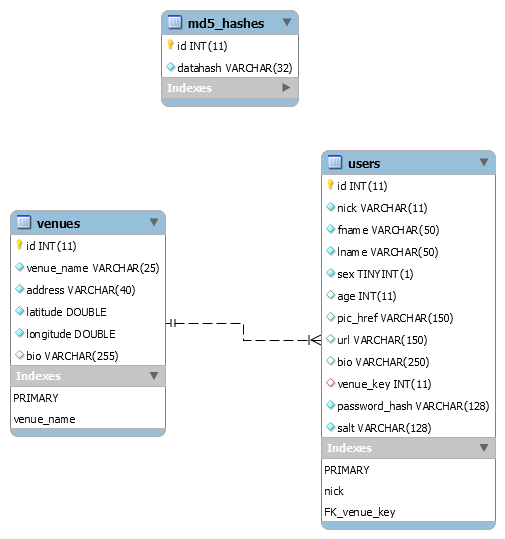 md5_hashes
id INT(11)
datahash VARCHAR(32)
Indexes
venues
id INT(11)
venue_name VARCHAR(25)
address VARCHAR(40)
latitude DOUBLE
longitude DOUBLE
bio VARCHAR(255)
Indexes
PRIMARY
venue_name
users
id INT(11)
nick VARCHAR(11)
fname VARCHAR(50)
lname VARCHAR(50)
sex TINYINT(1)
age INT(11)
pic_href VARCHAR(150)
url VARCHAR(150)
bio VARCHAR(250)
venue_key INT(11)
password_hash VARCHAR(128)
salt VARCHAR(128)
Indexes
PRIMARY
nick
FK_venue_key